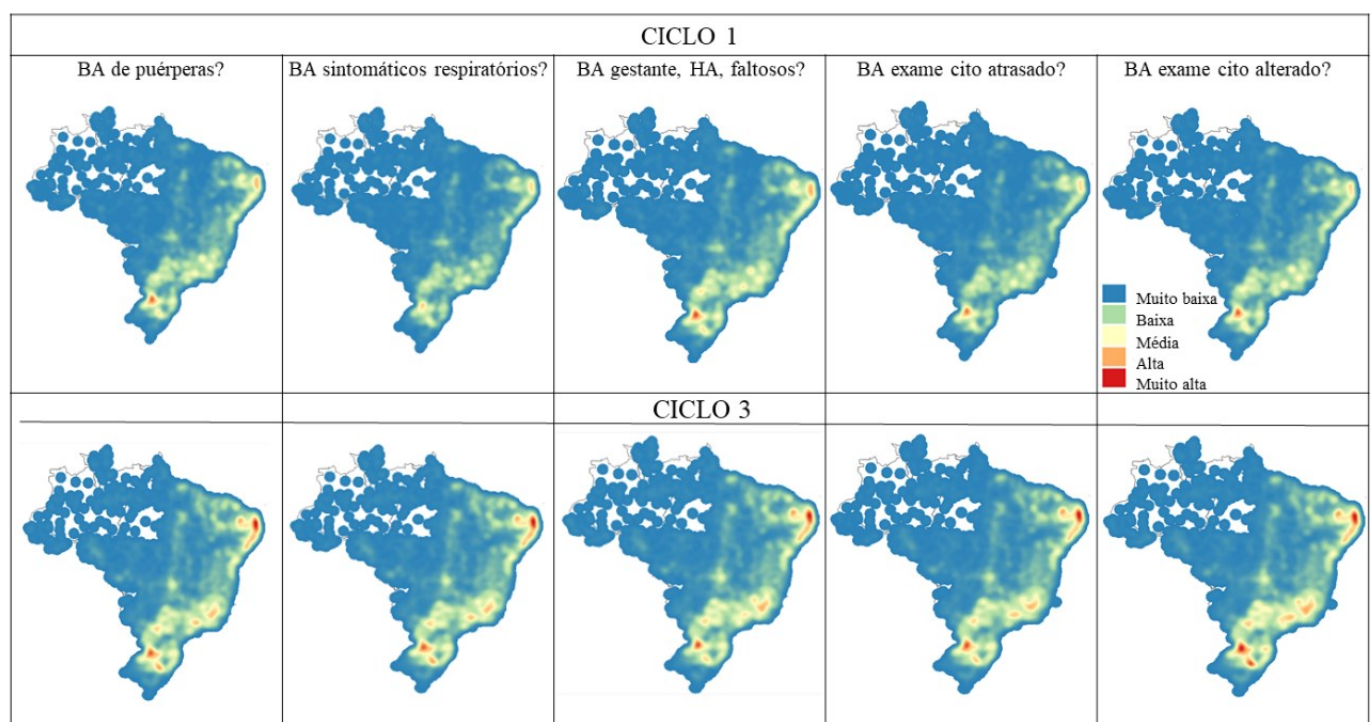 CICLO 1
BA de puérperas?
BA sintomáticos respiratórios?
BA gestante, HA, faltosos?
BA exame cito atrasado?
BA exame cito alterado?
Muito baixa
Baixa
Média
Alta
Muito alta
CICLO 3